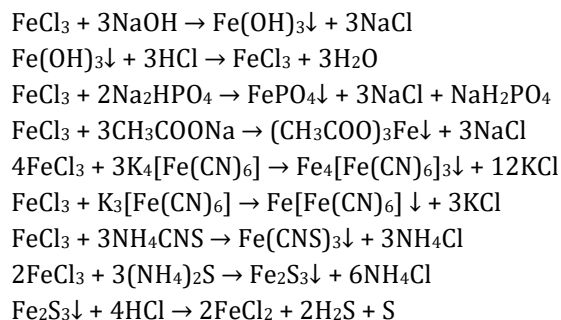 FeCl₃ + 3NaOH → Fe(OH)₃↓ + 3NaCl
Fe(OH)₃↓ + 3HCl → FeCl₃ + 3H₂O
FeCl₃ + 2Na₂HPO₄ → FePO₄↓ + 3NaCl + NaH₂PO₄
FeCl₃ + 3CH₃COONa → (CH₃COO)₃Fe↓ + 3NaCl
4FeCl₃ + 3K₄[Fe(CN)₆] → Fe₄[Fe(CN)₆]₃↓ + 12KCl
FeCl₃ + K₃[Fe(CN)₆] → Fe[Fe(CN)₆] ↓ + 3KCl
FeCl₃ + 3NH₄CNS → Fe(CNS)₃↓ + 3NH₄Cl
2FeCl₃ + 3(NH₄)₂S → Fe₂S₃↓ + 6NH₄Cl
Fe₂S₃↓ + 4HCl → 2FeCl₂ + 2H₂S + S